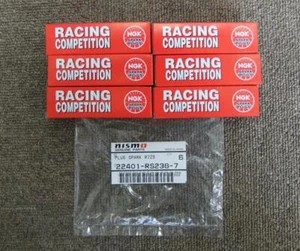 RACING
COMPETITION
NGK
RACING
COMPETITION
NGK
RACING
COMPETITION
NGK
RACING
COMPETITION
NGK
RACING
COMPETITION
NGK
RACING
COMPETITION
NGK
nismo
PLUG SPARK
6
22401-RS238-7